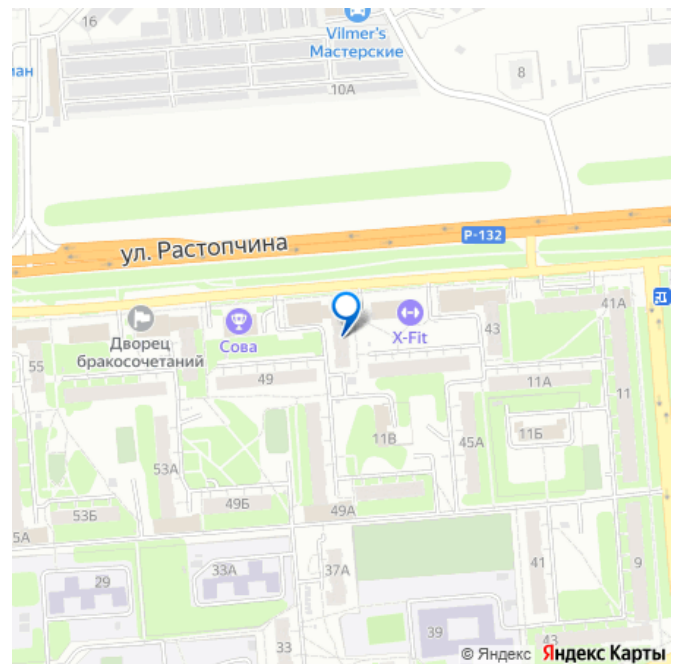 16
Vilmer's
Мастерские
ан
8
10А
ул. Растопчина
Р-132
41А
Дворец
бракосочетаний
Сова
X-Fit
43
55
49
11А
11
11В
11Б
45А
53А
49Б
49А
53Б
5А
33А
37А
41
29
9
39
33
43
© Яндекс Яндекс Карты